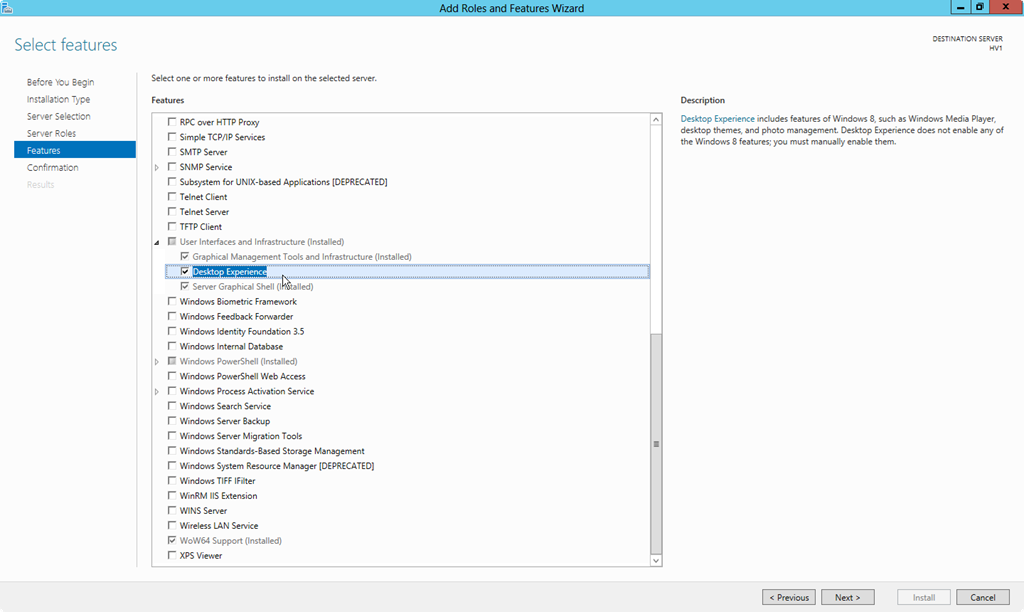 Add Roles and Features Wizard
Select features
DESTINATION SERVER
HV1
Before You Begin
Installation Type
Server Selection
Server Roles
Features
Confirmation
Results
Select one or more features to install on the selected server.
Features
RPC over HTTP Proxy
Simple TCP/IP Services
SMTP Server
SNMP Service
Subsystem for UNIX-based Applications [DEPRECATED]
Telnet Client
Telnet Server
TFTP Client
User Interfaces and Infrastructure (Installed)
Graphical Management Tools and Infrastructure (Installed)
Desktop Experience
Server Graphical Shell (Installed)
Windows Biometric Framework
Windows Feedback Forwarder
Windows Identity Foundation 3.5
Windows Internal Database
Windows PowerShell (Installed)
Windows PowerShell Web Access
Windows Process Activation Service
Windows Search Service
Windows Server Backup
Windows Server Migration Tools
Windows Standards-Based Storage Management
Windows System Resource Manager [DEPRECATED]
Windows TIFF IFilter
WinRM IIS Extension
WINS Server
Wireless LAN Service
WoW64 Support (Installed)
XPS Viewer
Description
Desktop Experience includes features of Windows 8, such as Windows Media Player,
desktop themes, and photo management. Desktop Experience does not enable any of
the Windows 8 features; you must manually enable them.
< Previous
Next >
Install
Cancel